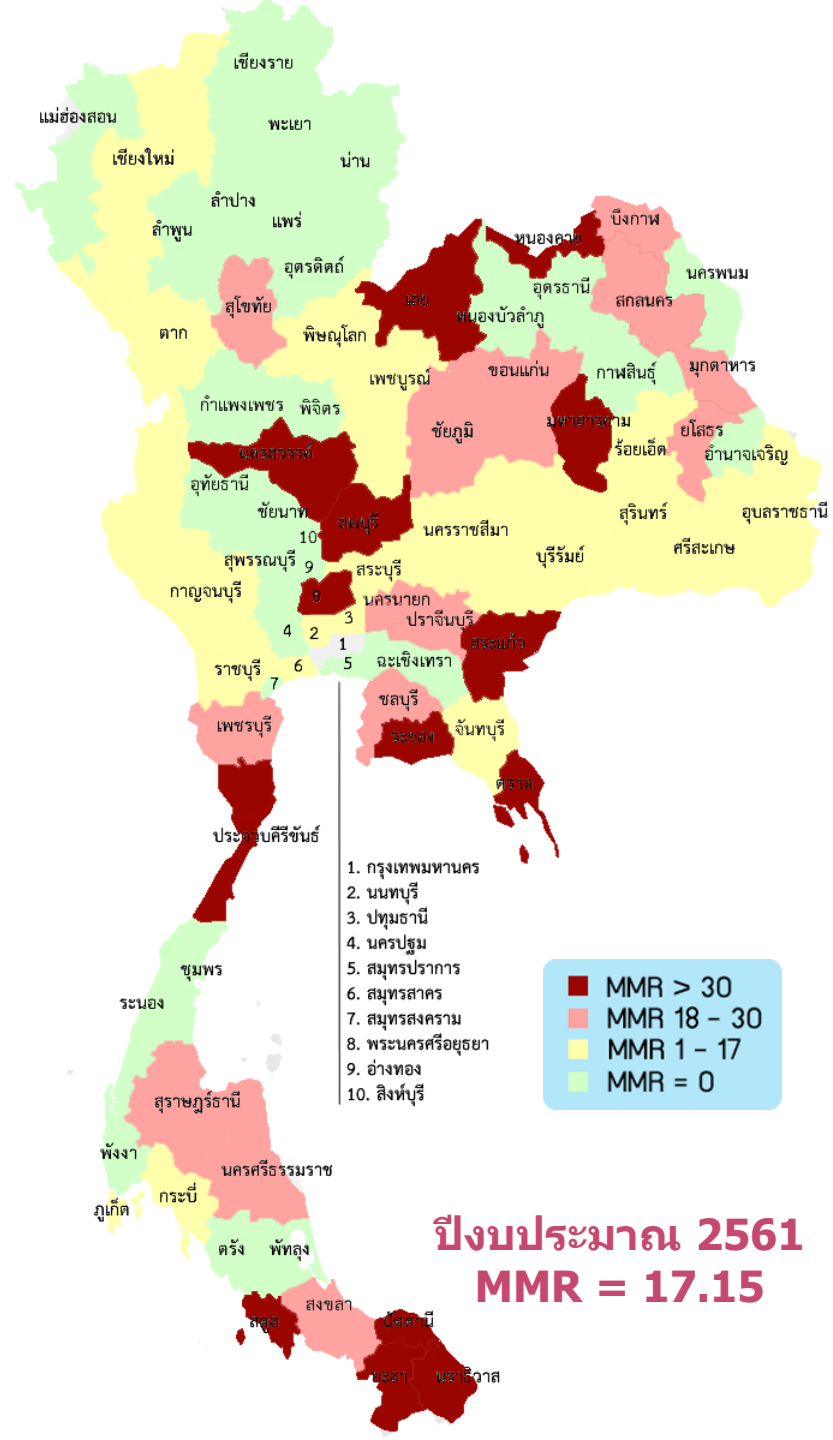 เชียงราย
แม่ฮ่องสอน
พะเยา
เชียงใหม่
น่าน
ลำปาง
แพร่
ลำพูน
บึงกาฬ
หนองคาย
อุตรดิตถ์
นครพนม
อุดรธานี
เลย
สกลนคร
สุโขทัย
หนองบัวลำภู
ตาก
พิษณุโลก
มุกดาหาร
ขอนแก่น
กาฬสินธุ์
เพชบูรณ์
กำแพงเพชร
พิจิตร
มหาสารคาม
ชัยภูมิ
ยโสธร
ร้อยเอ็ด
นครสวรรค์
อำนาจเจริญ
อุทัยธานี
ชัยนาท
ลพบุรี
นครราชสีมา
สุรินทร์
อุบลราชธานี
10
สุพรรณบุรี
9
สระบุรี
บุรีรัมย์
ศรีสะเกษ
กาญจนบุรี
8
นครนายก
3
ปราจีนบุรี
4
2
1
สระแก้ว
ราชบุรี
6
5
ฉะเชิงเทรา
7
ชลบุรี
เพชรบุรี
ระยอง
จันทบุรี
ตราด
ประจวบคีรีขันธ์
1. กรุงเทพมหานคร
2. นนทบุรี
3. ปทุมธานี
4. นครปฐม
5. สมุทรปราการ
6. สมุทรสาคร
7. สมุทรสงคราม
8. พระนครศรีอยุธยา
9. อ่างทอง
10. สิงห์บุรี
ชุมพร
ระนอง
MMR > 30
MMR 18 - 30
MMR 1 - 17
MMR = 0
สุราษฎร์ธานี
พังงา
นครศรีธรรมราช
กระบี่
ภูเก็ต
ตรัง
พัทลุง
ปีงบประมาณ 2561
MMR = 17.15
สงขลา
สตูล
ปัตตานี
ยะลา
นราธิวาส